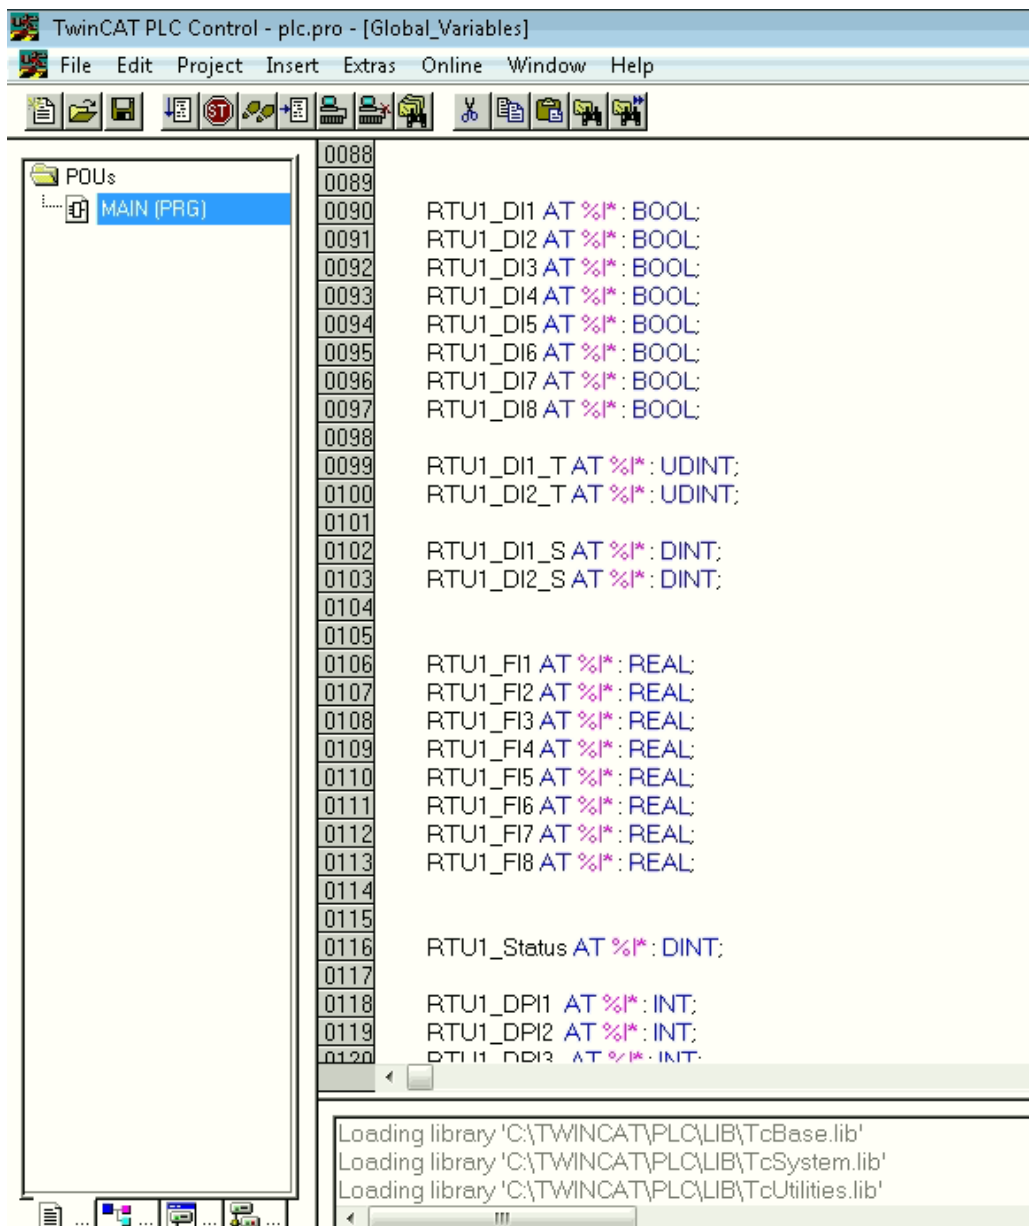 TwinCAT PLC Control - plc.pro - [Global_Variables]
File Edit Project Insert Extras Online Window Help
POUs
MAIN (PRG)
0088
0089
0090 RTU1_DI1 AT %I* : BOOL;
0091 RTU1_DI2 AT %I* : BOOL;
0092 RTU1_DI3 AT %I* : BOOL;
0093 RTU1_DI4 AT %I* : BOOL;
0094 RTU1_DI5 AT %I* : BOOL;
0095 RTU1_DI6 AT %I* : BOOL;
0096 RTU1_DI7 AT %I* : BOOL;
0097 RTU1_DI8 AT %I* : BOOL;
0098
0099 RTU1_DI1_T AT %I* : UDINT;
0100 RTU1_DI2_T AT %I* : UDINT;
0101
0102 RTU1_DI1_S AT %I* : DINT;
0103 RTU1_DI2_S AT %I* : DINT;
0104
0105
0106 RTU1_FI1 AT %I* : REAL;
0107 RTU1_FI2 AT %I* : REAL;
0108 RTU1_FI3 AT %I* : REAL;
0109 RTU1_FI4 AT %I* : REAL;
0110 RTU1_FI5 AT %I* : REAL;
0111 RTU1_FI6 AT %I* : REAL;
0112 RTU1_FI7 AT %I* : REAL;
0113 RTU1_FI8 AT %I* : REAL;
0114
0115
0116 RTU1_Status AT %I* : DINT;
0117
0118 RTU1_DPI1 AT %I* : INT;
0119 RTU1_DPI2 AT %I* : INT;
0120 RTU1_DPI3 AT %I* : INT;
Loading library 'C:\TWINCAT\PLC\LIB\TcBase.lib'
Loading library 'C:\TWINCAT\PLC\LIB\TcSystem.lib'
Loading library 'C:\TWINCAT\PLC\LIB\TcUtilities.lib'